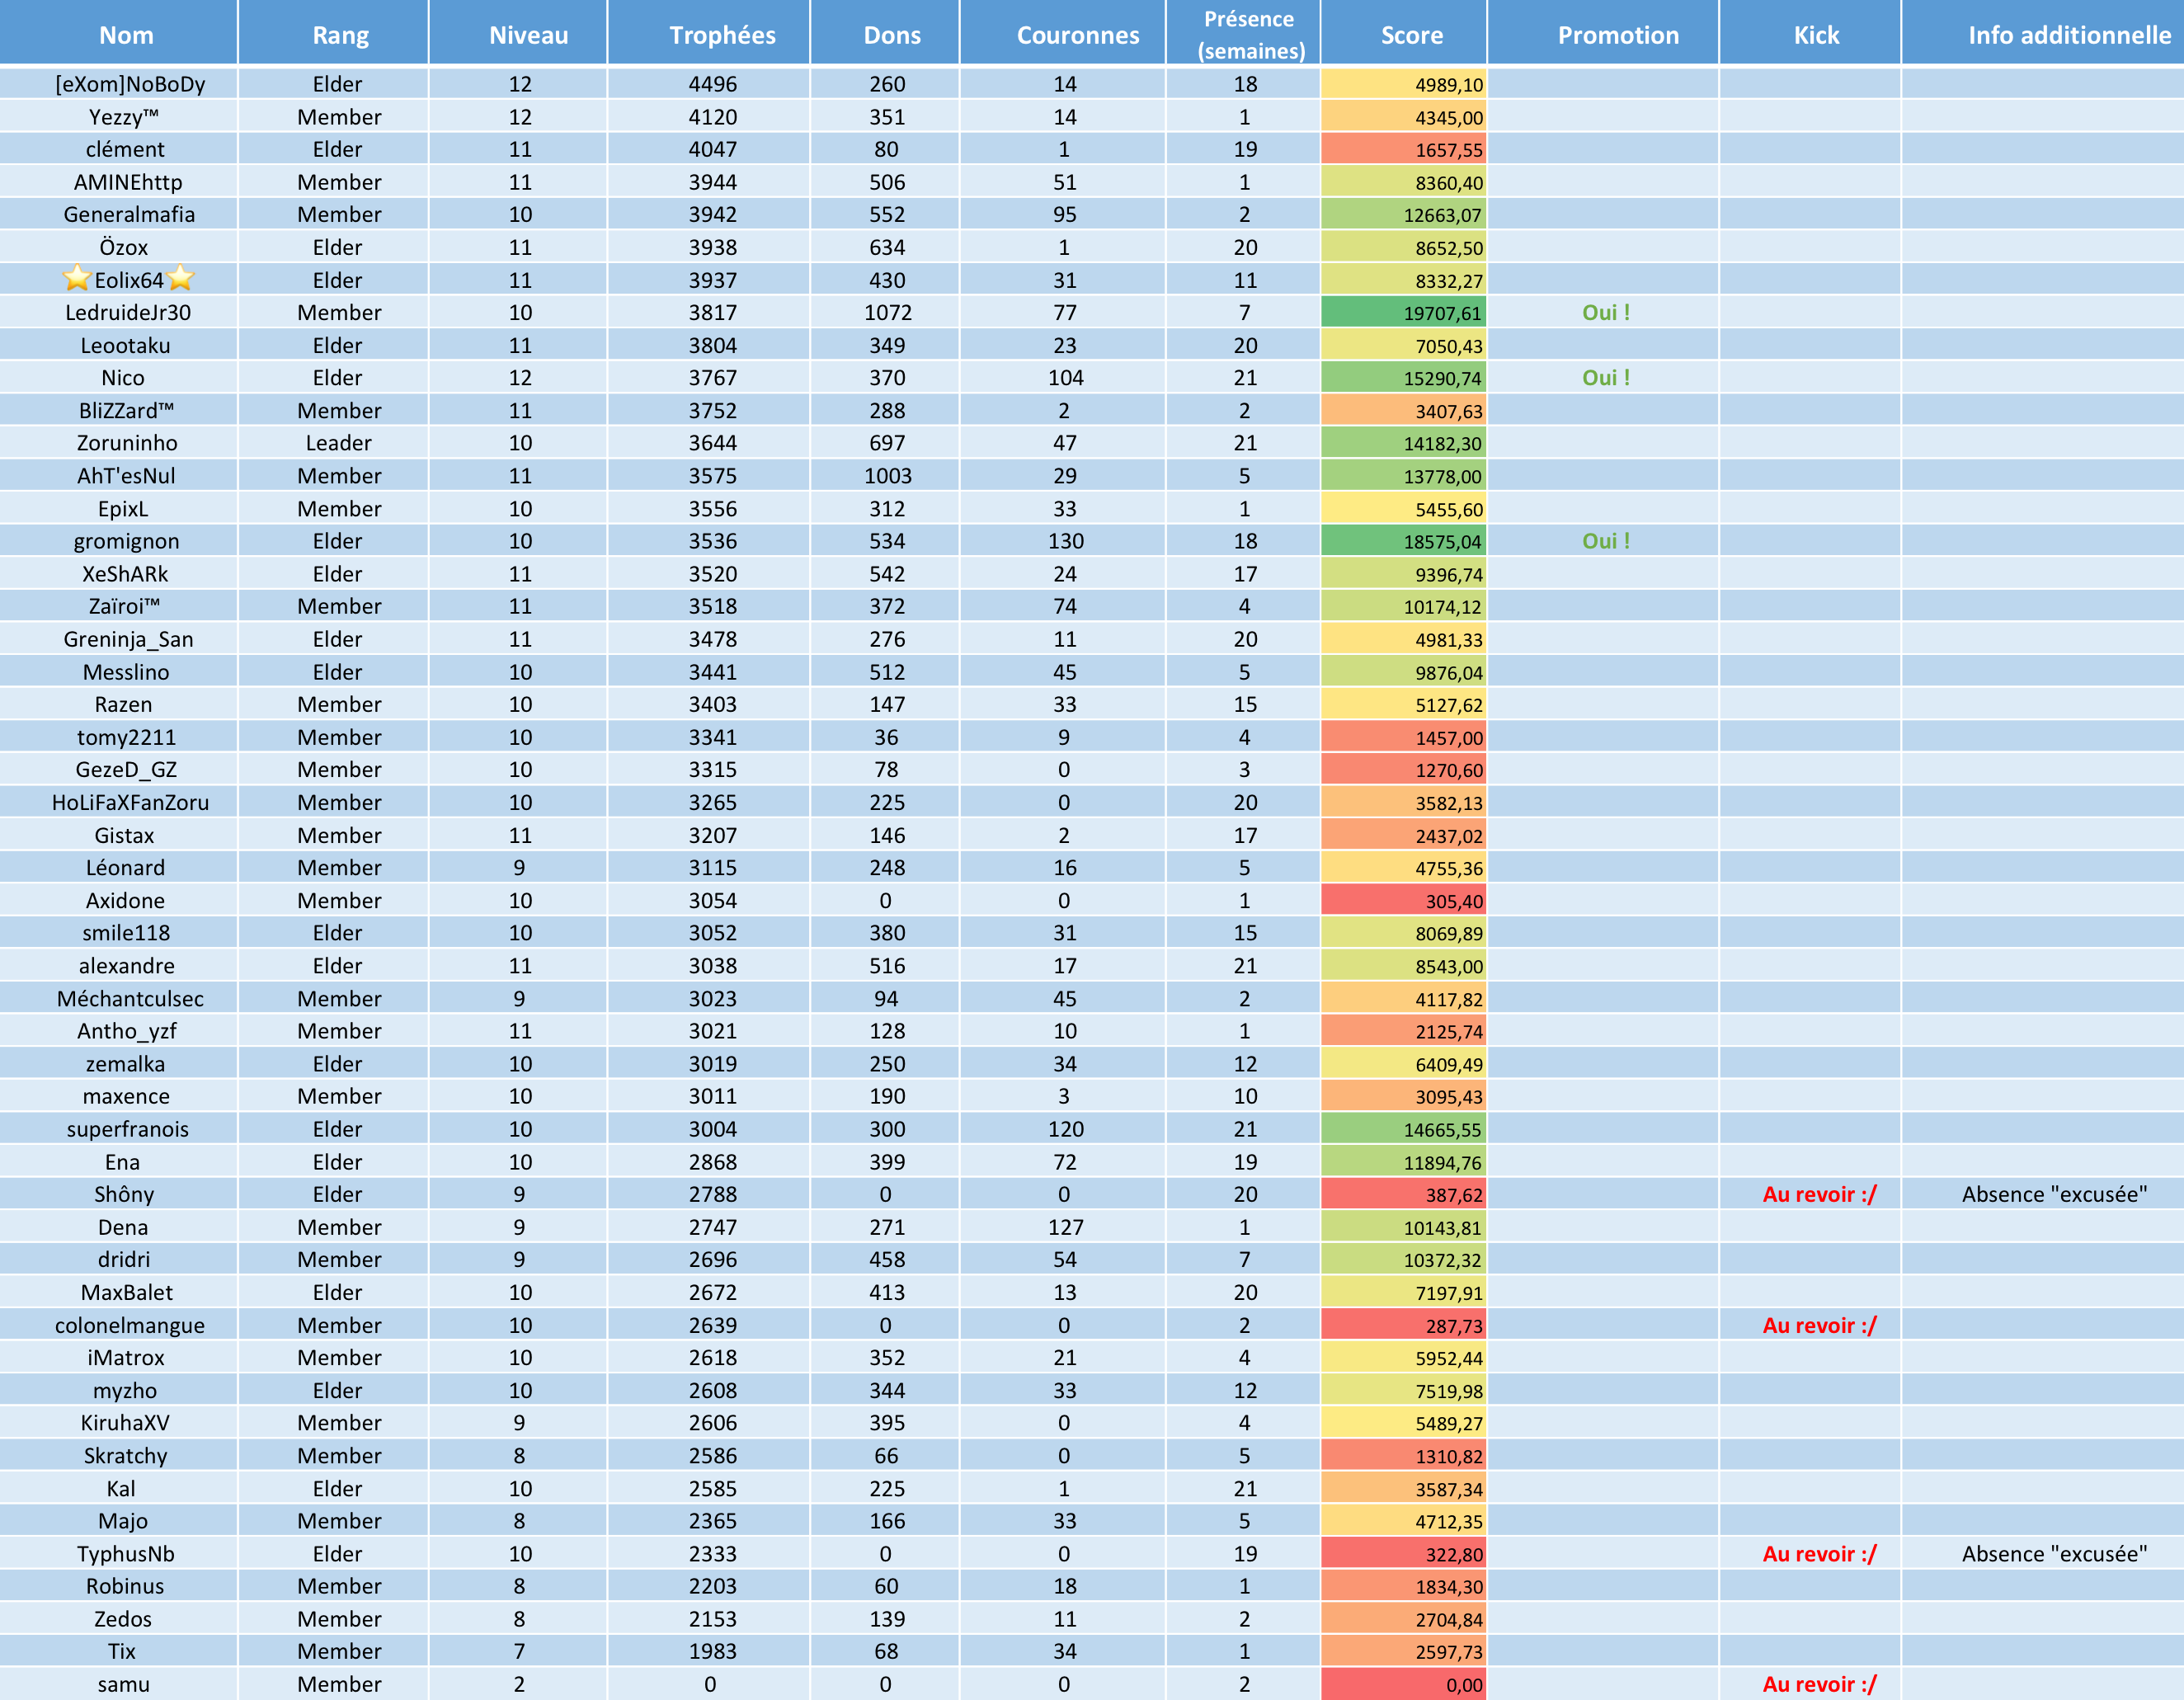 Nom Rang Niveau Trophées Dons Couronnes Présence (semaines) Score Promotion Kick Info additionnelle
[eXom]NoBoDy Elder 12 4496 260 14 18 4989,10
Yezzy™ Member 12 4120 351 14 1 4345,00
clément Elder 11 4047 80 1 19 1657,55
AMINEhttp Member 11 3944 506 51 1 8360,40
Generalmafia Member 10 3942 552 95 2 12663,07
Özox Elder 11 3938 634 1 20 8652,50
⭐Eolix64⭐ Elder 11 3937 430 31 11 8332,27
LedruideJr30 Member 10 3817 1072 77 7 19707,61 Oui !
Leootaku Elder 11 3804 349 23 20 7050,43
Nico Elder 12 3767 370 104 21 15290,74 Oui !
BliZZard™ Member 11 3752 288 2 2 3407,63
Zoruninho Leader 10 3644 697 47 21 14182,30
AhT'esNul Member 11 3575 1003 29 5 13778,00
EpixL Member 10 3556 312 33 1 5455,60
gromignon Elder 10 3536 534 130 18 18575,04 Oui !
XeShARk Elder 11 3520 542 24 17 9396,74
Zaïroi™ Member 11 3518 372 74 4 10174,12
Greninja_San Elder 11 3478 276 11 20 4981,33
Messlino Elder 10 3441 512 45 5 9876,04
Razen Member 10 3403 147 33 15 5127,62
tomy2211 Member 10 3341 36 9 4 1457,00
GezeD_GZ Member 10 3315 78 0 3 1270,60
HoLiFaXFanZoru Member 10 3265 225 0 20 3582,13
Gistax Member 11 3207 146 2 17 2437,02
Léonard Member 9 3115 248 16 5 4755,36
Axidone Member 10 3054 0 0 1 305,40
smile118 Elder 10 3052 380 31 15 8069,89
alexandre Elder 11 3038 516 17 21 8543,00
Méchantculsec Member 9 3023 94 45 2 4117,82
Antho_yzf Member 11 3021 128 10 1 2125,74
zemalka Elder 10 3019 250 34 12 6409,49
maxence Member 10 3011 190 3 10 3095,43
superfranois Elder 10 3004 300 120 21 14665,55
Ena Elder 10 2868 399 72 19 11894,76
Shôny Elder 9 2788 0 0 20 387,62 Au revoir :/ Absence "excusée"
Dena Member 9 2747 271 127 1 10143,81
dridri Member 9 2696 458 54 7 10372,32
MaxBalet Elder 10 2672 413 13 20 7197,91
colonelmangue Member 10 2639 0 0 2 287,73 Au revoir :/
iMatrox Member 10 2618 352 21 4 5952,44
myzho Elder 10 2608 344 33 12 7519,98
KiruhaXV Member 9 2606 395 0 4 5489,27
Skratchy Member 8 2586 66 0 5 1310,82
Kal Elder 10 2585 225 1 21 3587,34
Majo Member 8 2365 166 33 5 4712,35
TyphusNb Elder 10 2333 0 0 19 322,80 Au revoir :/ Absence "excusée"
Robinus Member 8 2203 60 18 1 1834,30
Zedos Member 8 2153 139 11 2 2704,84
Tix Member 7 1983 68 34 1 2597,73
samu Member 2 0 0 0 2 0,00 Au revoir :/